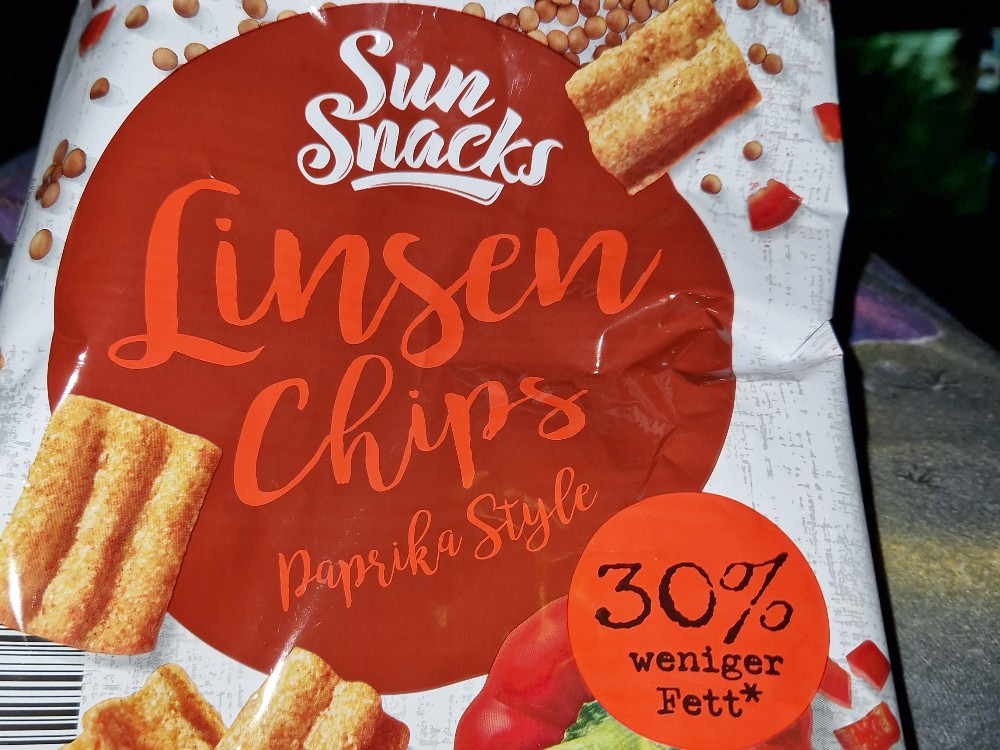 Sun
Snacks
Linsen
Chips
Paprika Style
30%
weniger
Fett*